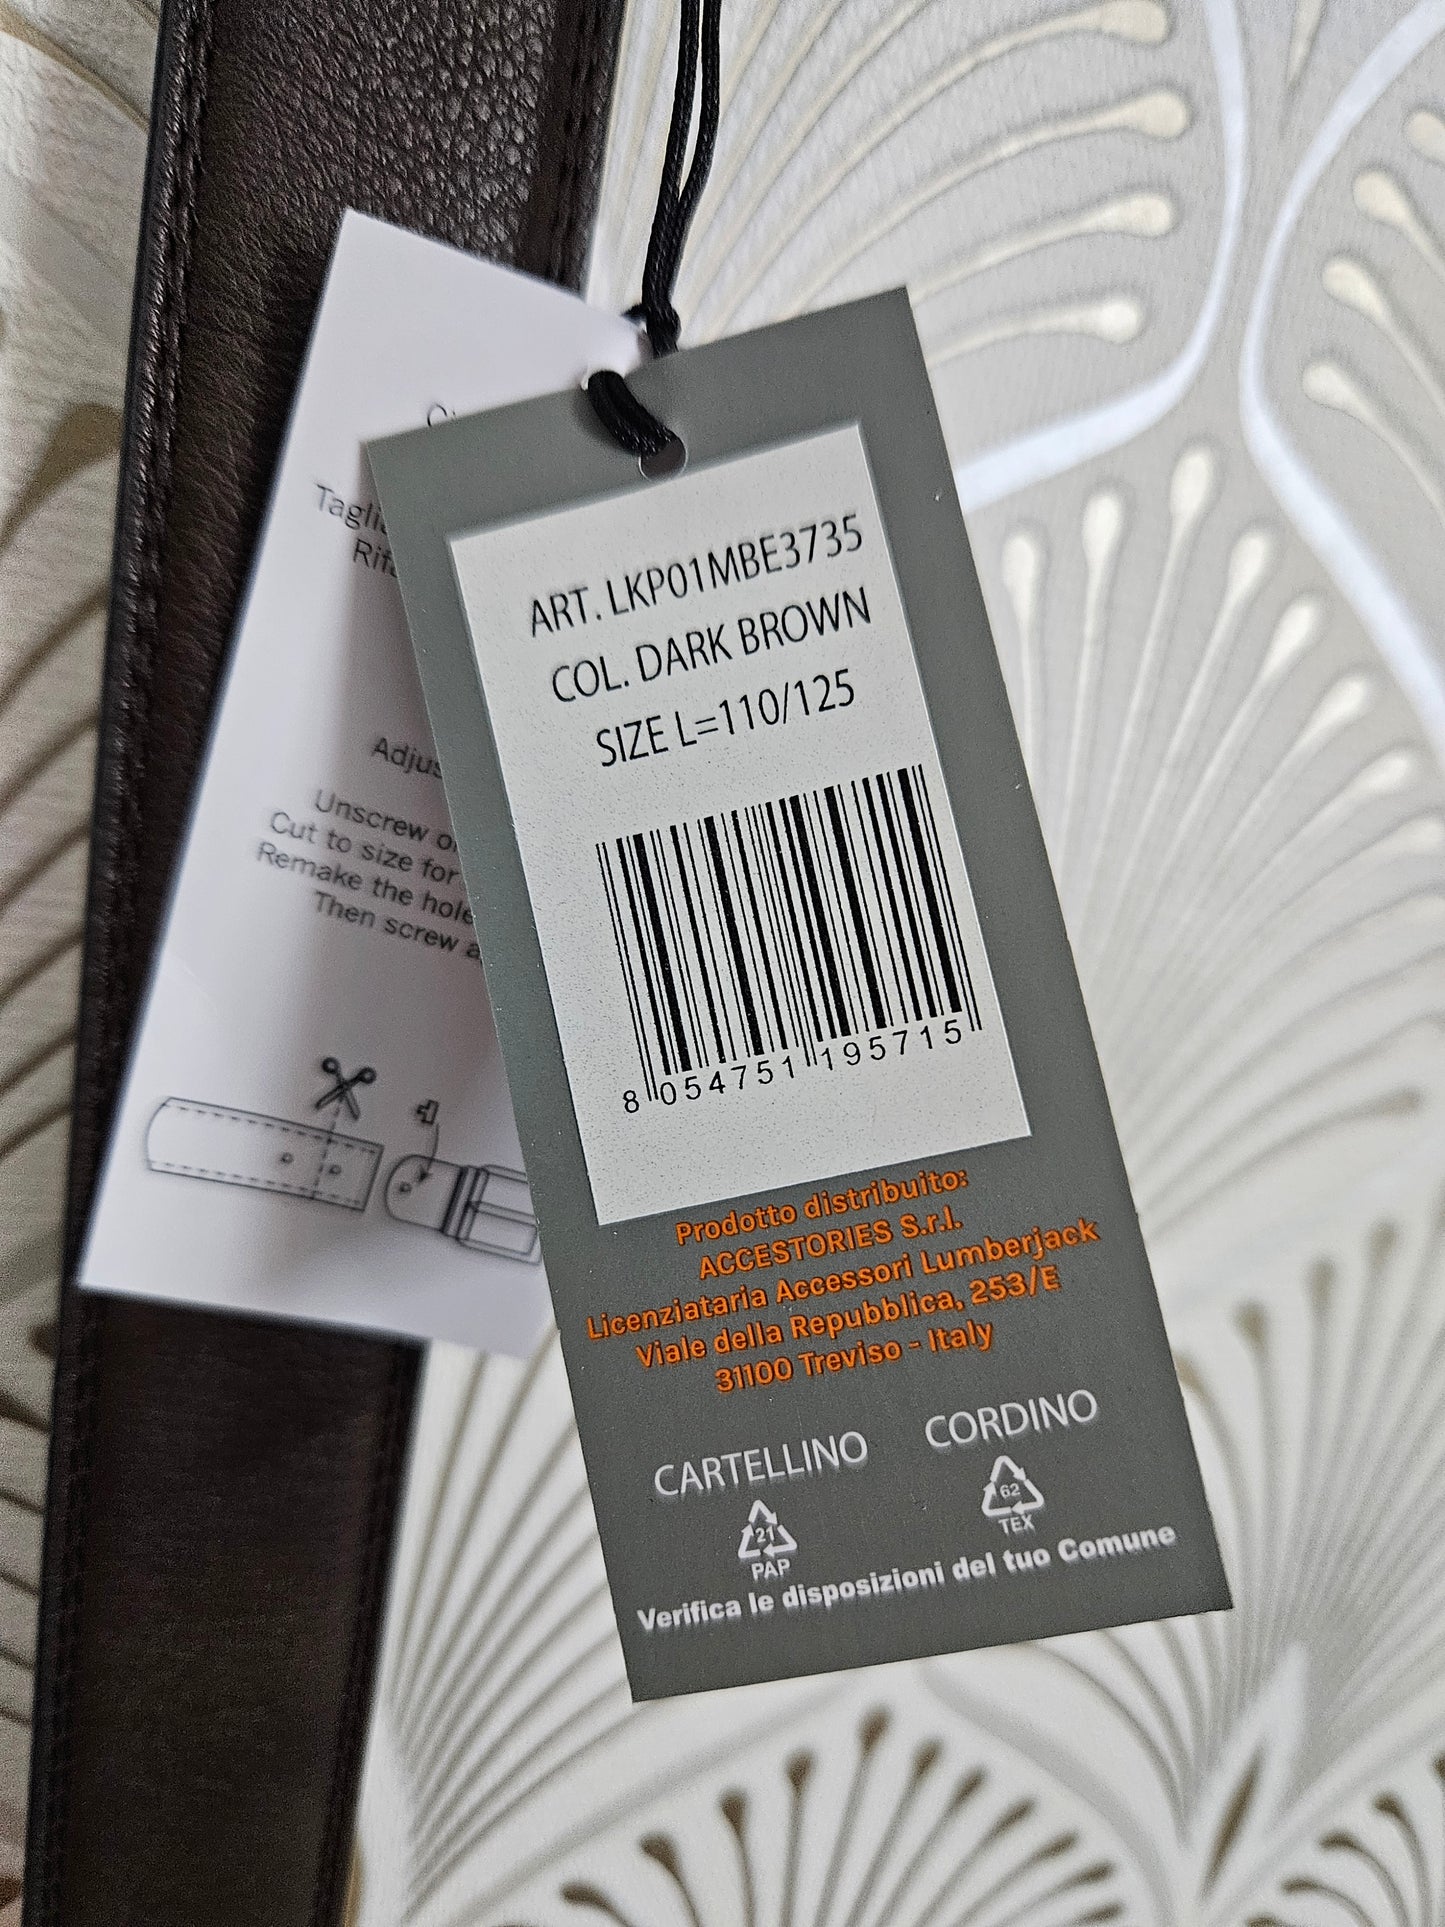 ART. LKP01MBE3735
COL. DARK BROWN
SIZE L=110/125
8 054751 195715
Prodotto distribuito:
ACCESTORIES S.r.l.
Licenziataria Accessori Lumberjack
Viale della Repubblica, 253/E
31100 Treviso - Italy
CARTELLINO
CORDINO
21
PAP
62
TEX
Verifica le disposizioni del tuo Comune
Unscrew
Cut to size for
Remake the
Then screw